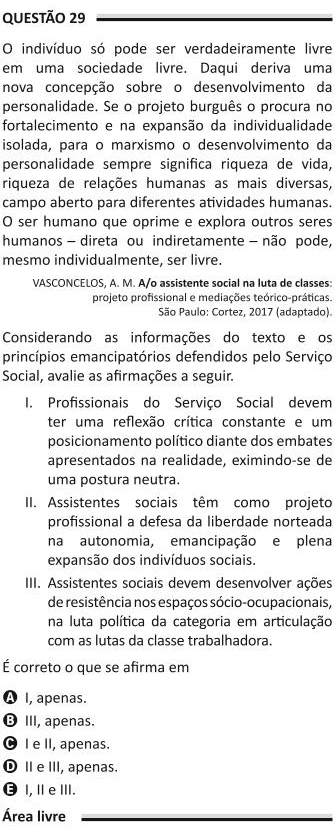 QUESTÃO 29
O indivíduo só pode ser verdadeiramente livre
em uma sociedade livre. Daqui deriva uma
nova concepção sobre o desenvolvimento da
personalidade. Se o projeto burguês o procura no
fortalecimento e na expansão da individualidade
isolada, para o marxismo o desenvolvimento da
personalidade sempre significa riqueza de vida,
riqueza de relações humanas as mais diversas,
campo aberto para diferentes atividades humanas.
O ser humano que oprime e explora outros seres
humanos – direta ou indiretamente – não pode,
mesmo individualmente, ser livre.
VASCONCELOS, A. M. A/o assistente social na luta de classes:
projeto profissional e mediações teórico-práticas.
São Paulo: Cortez, 2017 (adaptado).
Considerando as informações do texto e os
princípios emancipatórios defendidos pelo Serviço
Social, avalie as afirmações a seguir.
I. Profissionais do Serviço Social devem
ter uma reflexão crítica constante e um
posicionamento político diante dos embates
apresentados na realidade, eximindo-se de
uma postura neutra.
II. Assistentes sociais têm como projeto
profissional a defesa da liberdade norteada
na autonomia, emancipação e plena
expansão dos indivíduos sociais.
III. Assistentes sociais devem desenvolver ações
de resistência nos espaços sócio-ocupacionais,
na luta política da categoria em articulação
com as lutas da classe trabalhadora.
É correto o que se afirma em
A I, apenas.
B III, apenas.
C I e II, apenas.
D II e III, apenas.
E I, II e III.
Área livre